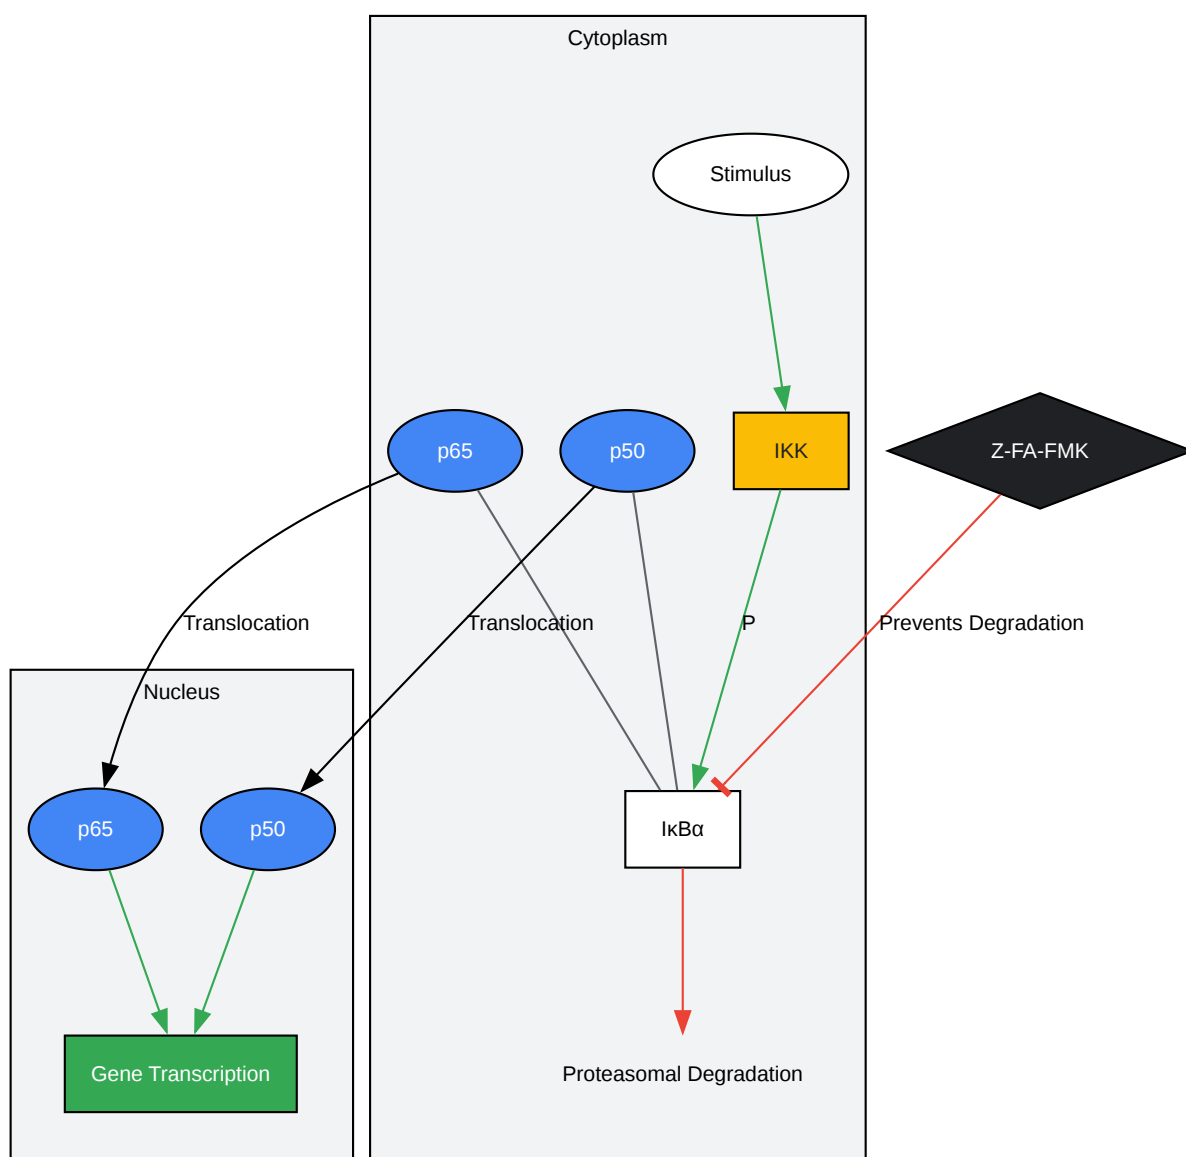 Cytoplasm
Stimulus
p65
p50
IKK
Z-FA-FMK
Translocation
Translocation
P
Prevents Degradation
Nucleus
p65
p50
IκBα
Gene Transcription
Proteasomal Degradation